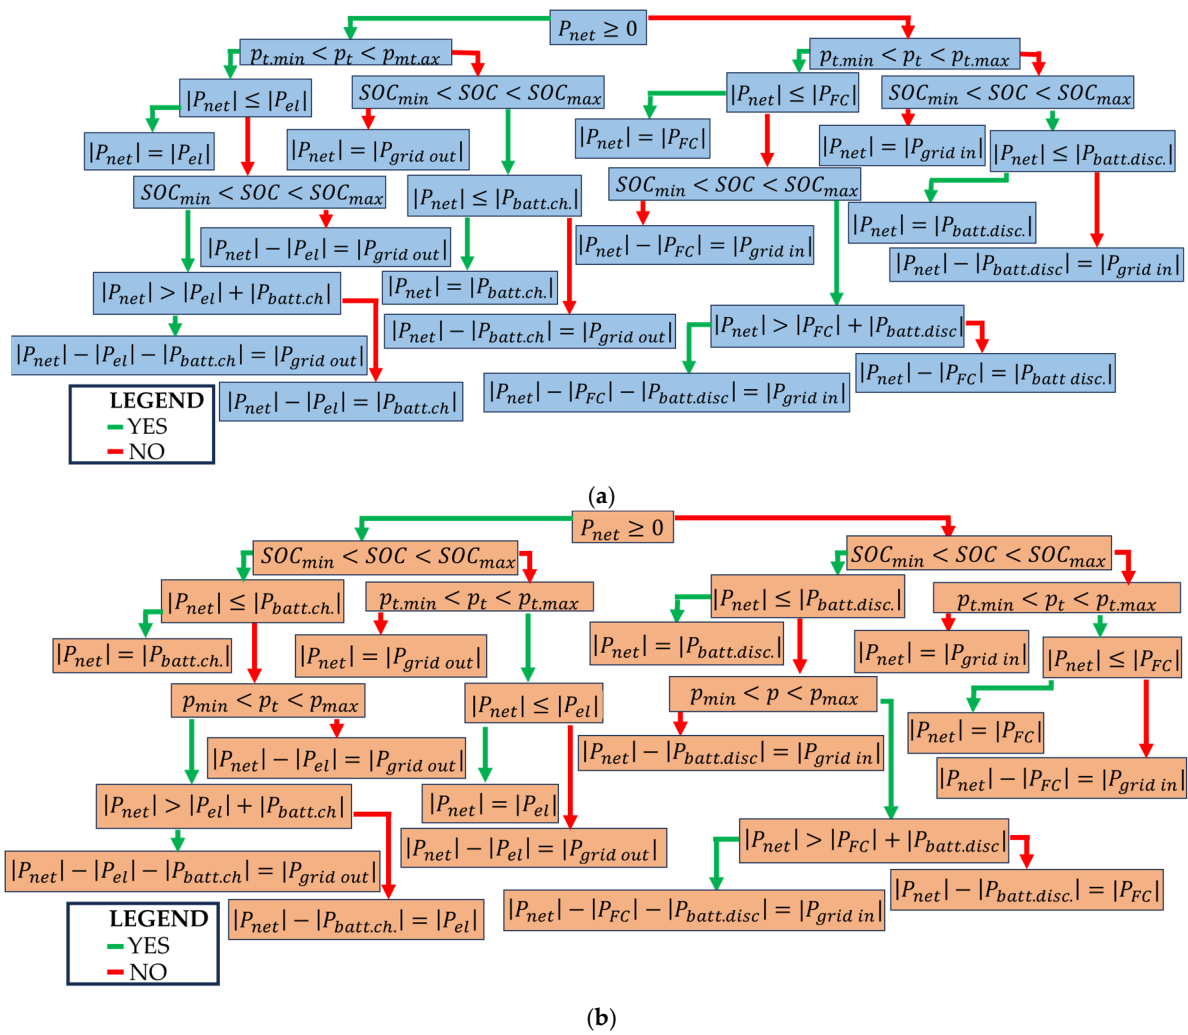 P_net ≥ 0
p_t.min < p_t < p_mt.ax
p_t.min < p_t < p_t.max
|P_net| ≤ |P_el|
SOC_min < SOC < SOC_max
|P_net| ≤ |P_FC|
SOC_min < SOC < SOC_max
|P_net| = |P_el|
|P_net| = |P_grid out|
|P_net| = |P_FC|
|P_net| = |P_grid in|
|P_net| ≤ |P_batt.disc.|
SOC_min < SOC < SOC_max
|P_net| ≤ |P_batt.ch.|
SOC_min < SOC < SOC_max
|P_net| = |P_batt.disc.|
|P_net| − |P_el| = |P_grid out|
|P_net| − |P_FC| = |P_grid in|
|P_net| − |P_batt.disc| = |P_grid in|
|P_net| > |P_el| + |P_batt.ch|
|P_net| = |P_batt.ch.|
|P_net| − |P_batt.ch| = |P_grid out|
|P_net| > |P_FC| + |P_batt.disc|
|P_net| − |P_el| − |P_batt.ch| = |P_grid out|
|P_net| − |P_FC| = |P_batt disc.|
|P_net| − |P_el| = |P_batt.ch|
|P_net| − |P_FC| − |P_batt.disc| = |P_grid in|
LEGEND
YES
NO
(a)
P_net ≥ 0
SOC_min < SOC < SOC_max
SOC_min < SOC < SOC_max
|P_net| ≤ |P_batt.ch.|
p_t.min < p_t < p_t.max
|P_net| ≤ |P_batt.disc.|
p_t.min < p_t < p_t.max
|P_net| = |P_batt.ch.|
|P_net| = |P_grid out|
|P_net| = |P_batt.disc.|
|P_net| = |P_grid in|
|P_net| ≤ |P_FC|
p_min < p_t < p_max
|P_net| ≤ |P_el|
p_min < p < p_max
|P_net| = |P_FC|
|P_net| − |P_el| = |P_grid out|
|P_net| − |P_batt.disc| = |P_grid in|
|P_net| − |P_FC| = |P_grid in|
|P_net| > |P_el| + |P_batt.ch|
|P_net| = |P_el|
|P_net| − |P_el| = |P_grid out|
|P_net| > |P_FC| + |P_batt.disc|
|P_net| − |P_el| − |P_batt.ch| = |P_grid out|
|P_net| − |P_batt.disc.| = |P_FC|
|P_net| − |P_batt.ch.| = |P_el|
|P_net| − |P_FC| − |P_batt.disc| = |P_grid in|
LEGEND
YES
NO
(b)